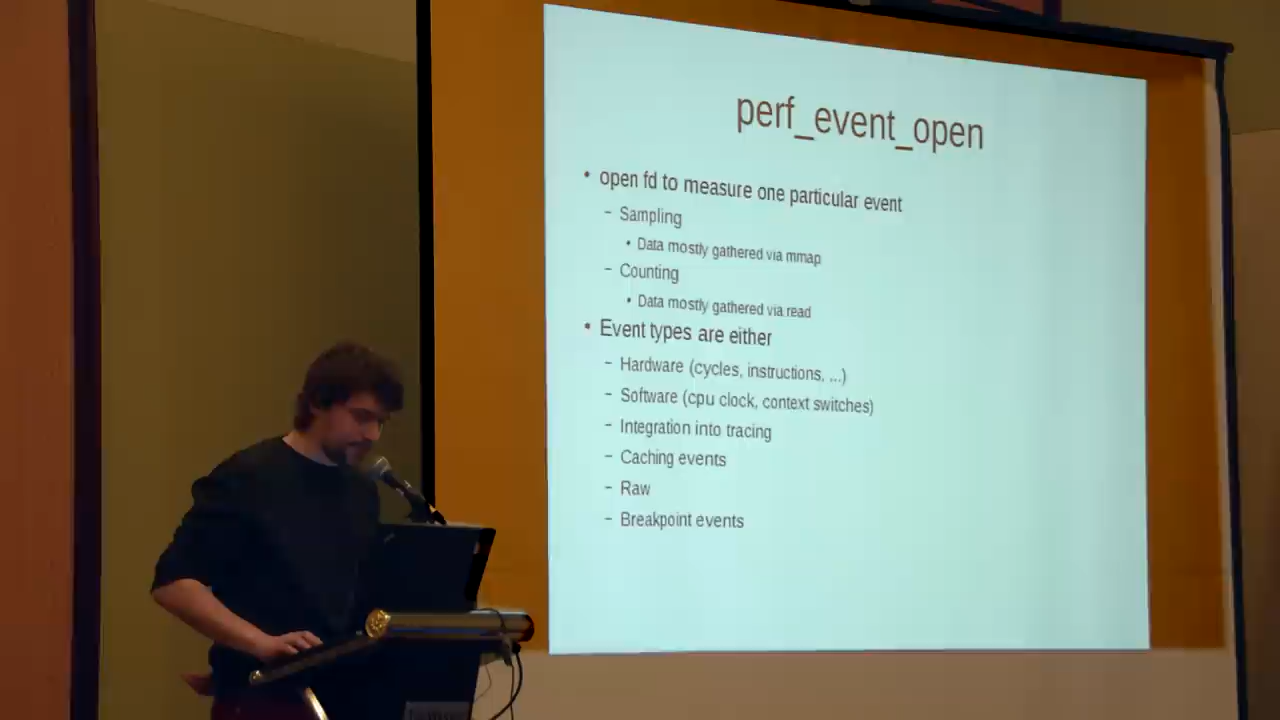 perf_event_open
• open fd to measure one particular event
– Sampling
• Data mostly gathered via mmap
– Counting
• Data mostly gathered via read
• Event types are either
– Hardware (cycles, instructions, ...)
– Software (cpu clock, context switches)
– Integration into tracing
– Caching events
– Raw
– Breakpoint events